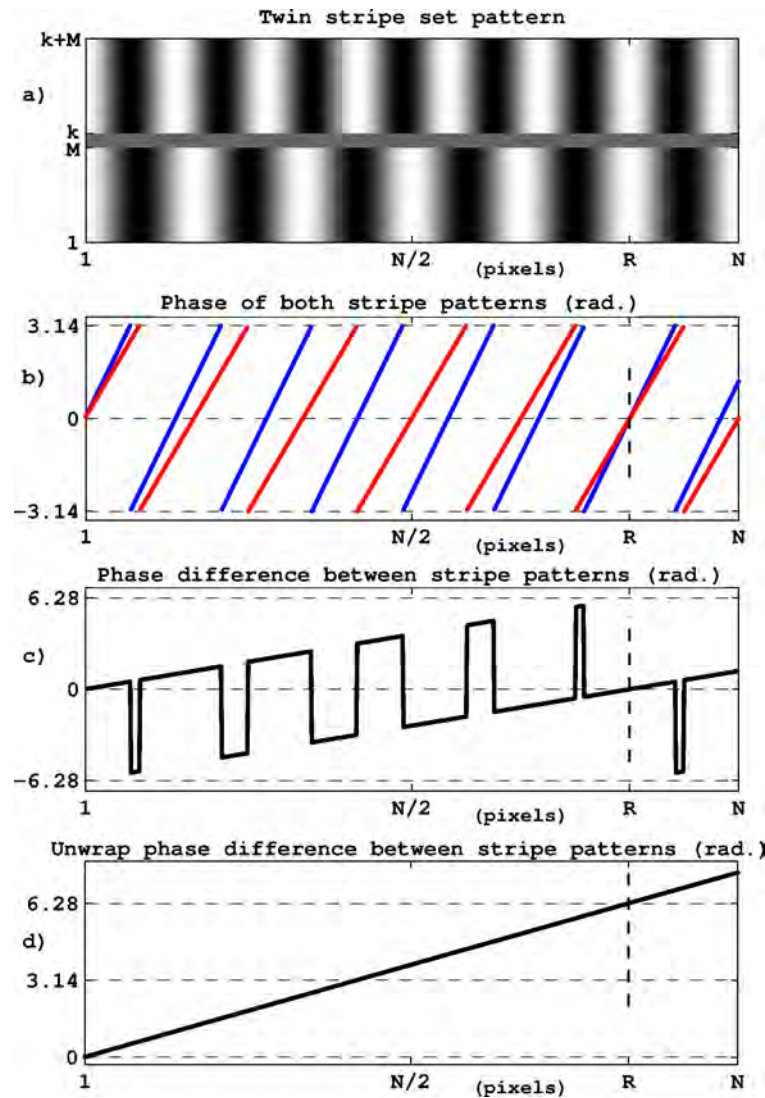 Twin stripe set pattern
k+M
a)
k
M
1
1 N/2 (pixels) R N
Phase of both stripe patterns (rad.)
3.14
b)
0
-3.14
1 N/2 (pixels) R N
Phase difference between stripe patterns (rad.)
6.28
c)
0
-6.28
1 N/2 (pixels) R N
Unwrap phase difference between stripe patterns (rad.)
6.28
d)
3.14
0
1 N/2 (pixels) R N